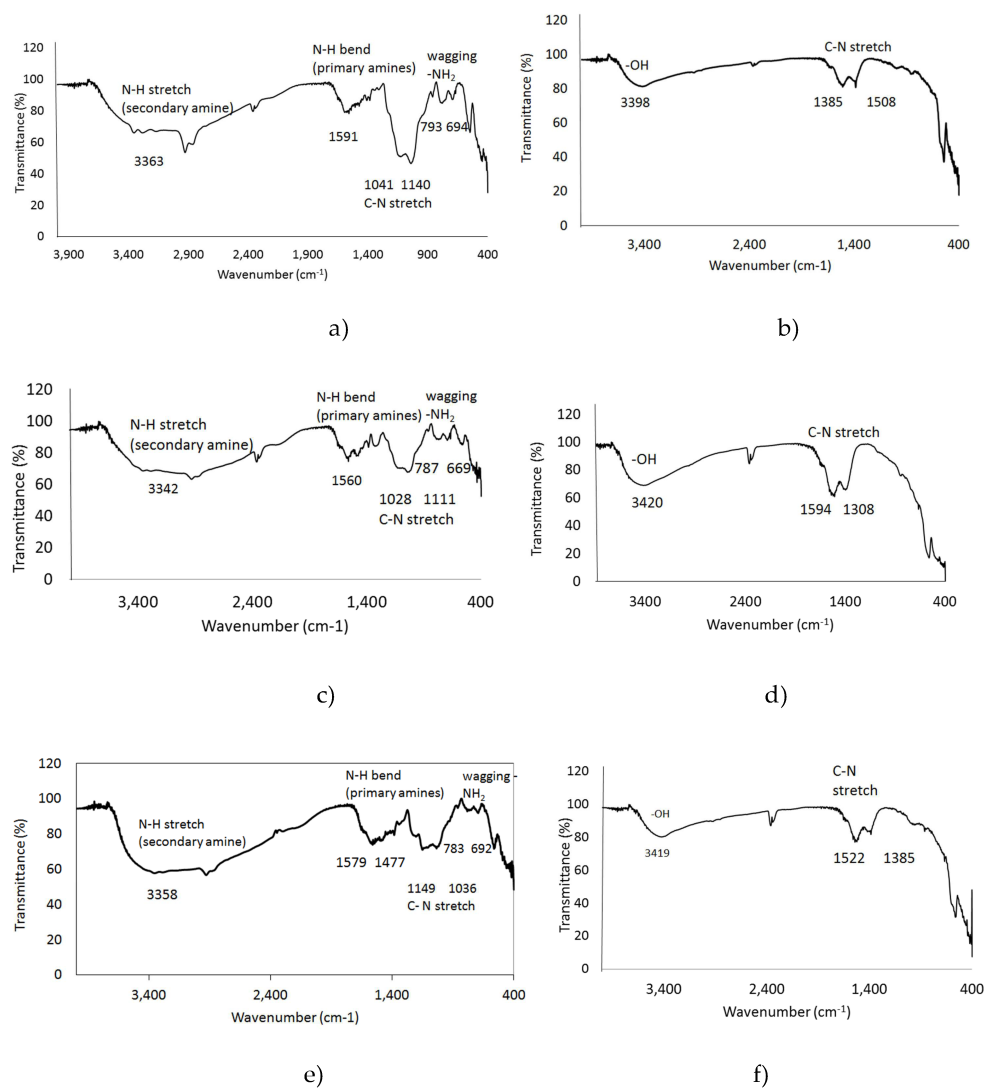 120
100
80
60
40
20
0
Transmittance (%)
N-H stretch
(secondary amine)
3363
N-H bend
(primary amines)
1591
wagging
-NH2
793 694
1041 1140
C-N stretch
3,900 3,400 2,900 2,400 1,900 1,400 900 400
Wavenumber (cm-1)
a)
120
100
80
60
40
20
0
Transmittance (%)
-OH
3398
C-N stretch
1385 1508
3,400 2,400 1,400 400
Wavenumber (cm-1)
b)
120
100
80
60
40
20
0
Transmittance (%)
N-H stretch
(secondary amine)
3342
N-H bend
(primary amines)
1560
wagging
-NH2
787 669
1028 1111
C-N stretch
3,400 2,400 1,400 400
Wavenumber (cm-1)
c)
120
100
80
60
40
20
0
Transmittance (%)
-OH
3420
C-N stretch
1594 1308
3400 2400 1400 400
Wavenumber (cm-1)
d)
120
100
80
60
40
20
0
Transmittance (%)
N-H stretch
(secondary amine)
3358
N-H bend
(primary amines)
1579 1477
wagging -
NH2
783 692
1149 1036
C- N stretch
3,400 2,400 1,400 400
Wavenumber (cm-1)
e)
120
100
80
60
40
20
0
Transmittance (%)
-OH
3419
C-N
stretch
1522 1385
3,400 2,400 1,400 400
Wavenumber (cm-1)
f)